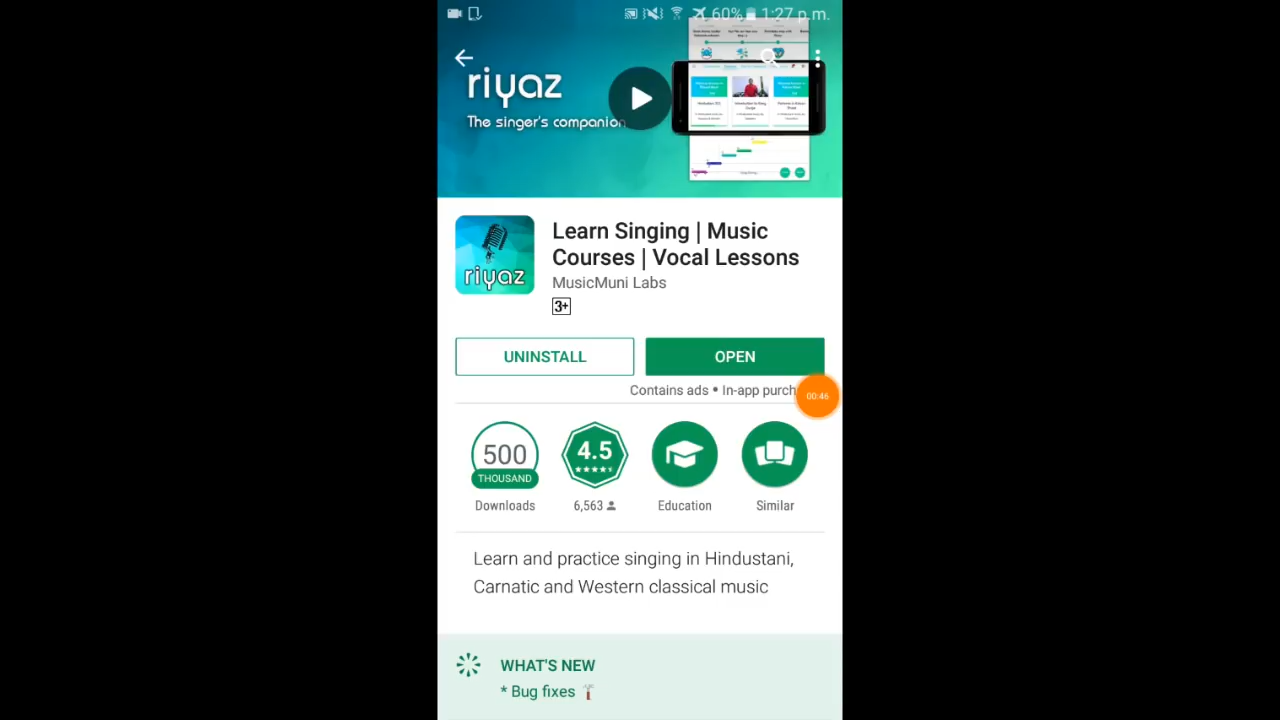 60% 1:27 p.m.
riyaz
The singer's companion
riyaz
Learn Singing | Music
Courses | Vocal Lessons
MusicMuni Labs
3+
UNINSTALL
OPEN
Contains ads • In-app purch
00:46
500
THOUSAND
Downloads
4.5
6,563
Education
Similar
Learn and practice singing in Hindustani,
Carnatic and Western classical music
WHAT'S NEW
* Bug fixes